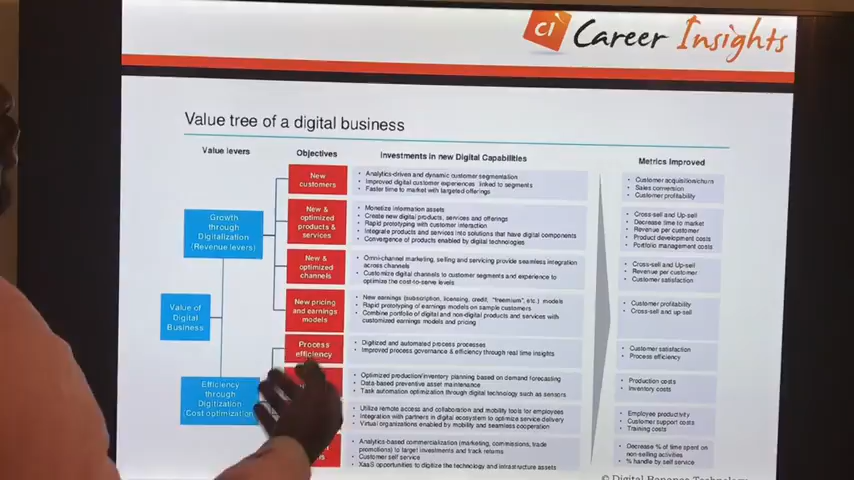 CI Career Insights
Value tree of a digital business
Value levers
Objectives
Investments in new Digital Capabilities
Metrics Improved
Value of
Digital
Business
Growth
through
Digitalization
(Revenue levers)
New
customers
• Analytics-driven and dynamic customer segmentation
• Improved digital customer experiences linked to segments
• Faster time to market with targeted offerings
• Customer acquisition/churn
• Sales conversion
• Customer profitability
New &
optimized
products &
services
• Monetize information assets
• Create new digital products, services and offerings
• Rapid prototyping with customer interaction
• Integrate products and services into solutions that have digital components
• Convergence of products enabled by digital technologies
• Cross-sell and Up-sell
• Decrease time to market
• Revenue per customer
• Product development costs
• Portfolio management costs
New &
optimized
channels
• Omni-channel marketing, selling and servicing provide seamless integration
across channels
• Customize digital channels to customer segments and experience to
optimize the cost-to-serve levels
• Cross-sell and Up-sell
• Revenue per customer
• Customer satisfaction
New pricing
and earnings
models
• New earnings (subscription, licensing, credit, "freemium", etc.) models
• Rapid prototyping of earnings models on sample customers
• Combine portfolio of digital and non-digital products and services with
customized earnings models and pricing
• Customer profitability
• Cross-sell and up-sell
Efficiency
through
Digitization
(Cost optimization
Process
efficiency
• Digitized and automated process processes
• Improved process governance & efficiency through real time insights
• Customer satisfaction
• Process efficiency
• Optimized production/inventory planning based on demand forecasting
• Data-based preventive asset maintenance
• Task automation optimization through digital technology such as sensors
• Production costs
• Inventory costs
• Utilize remote access and collaboration and mobility tools for employees
• Integration with partners in digital ecosystem to optimize service delivery
• Virtual organizations enabled by mobility and seamless cooperation
• Employee productivity
• Customer support costs
• Training costs
• Analytics-based commercialization (marketing, commissions, trade
promotions) to target investments and track returns
• Customer self service
• XaaS opportunities to digitize the technology and infrastructure assets
• Decrease % of time spent on
non-selling activities
• % handle by self service
© Digital Bananas Technology